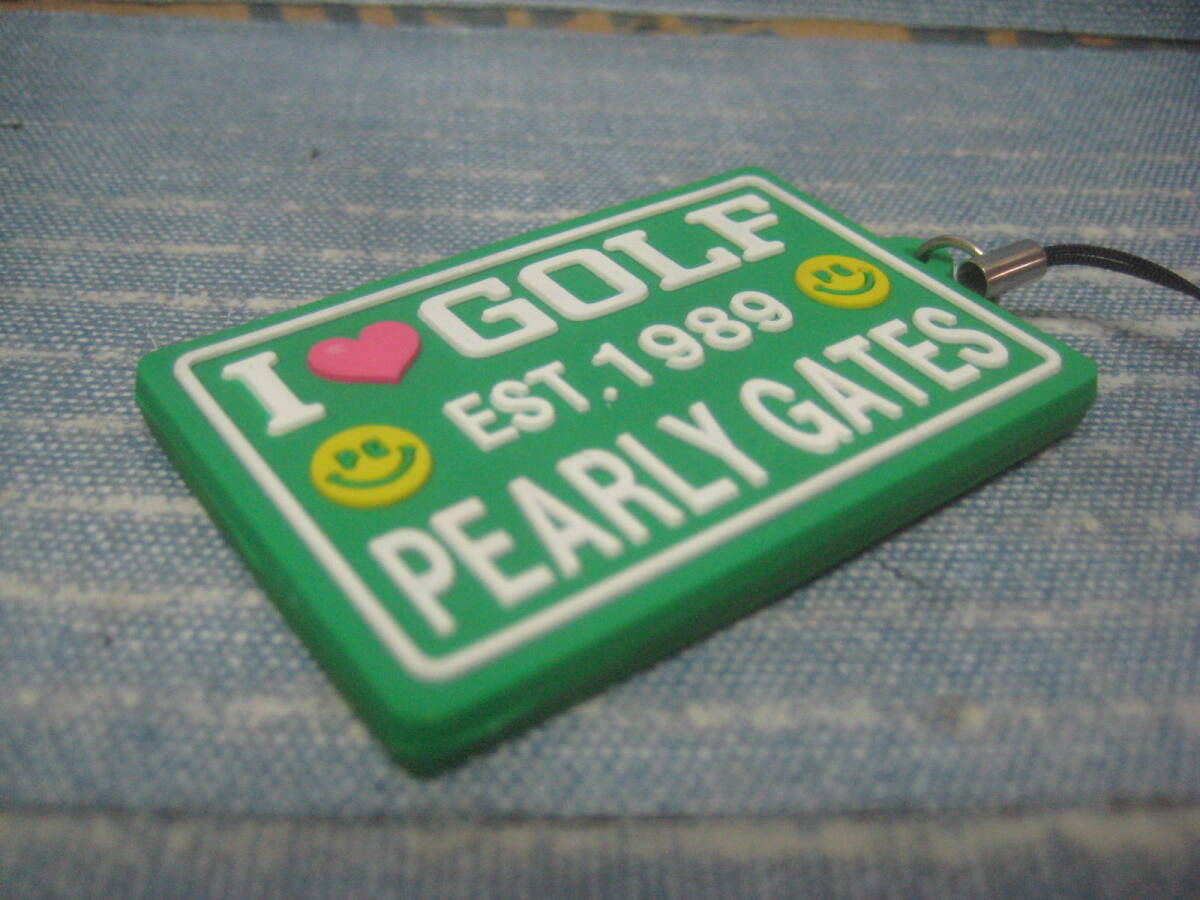 I ♥ GOLF
EST.1989
PEARLY GATES